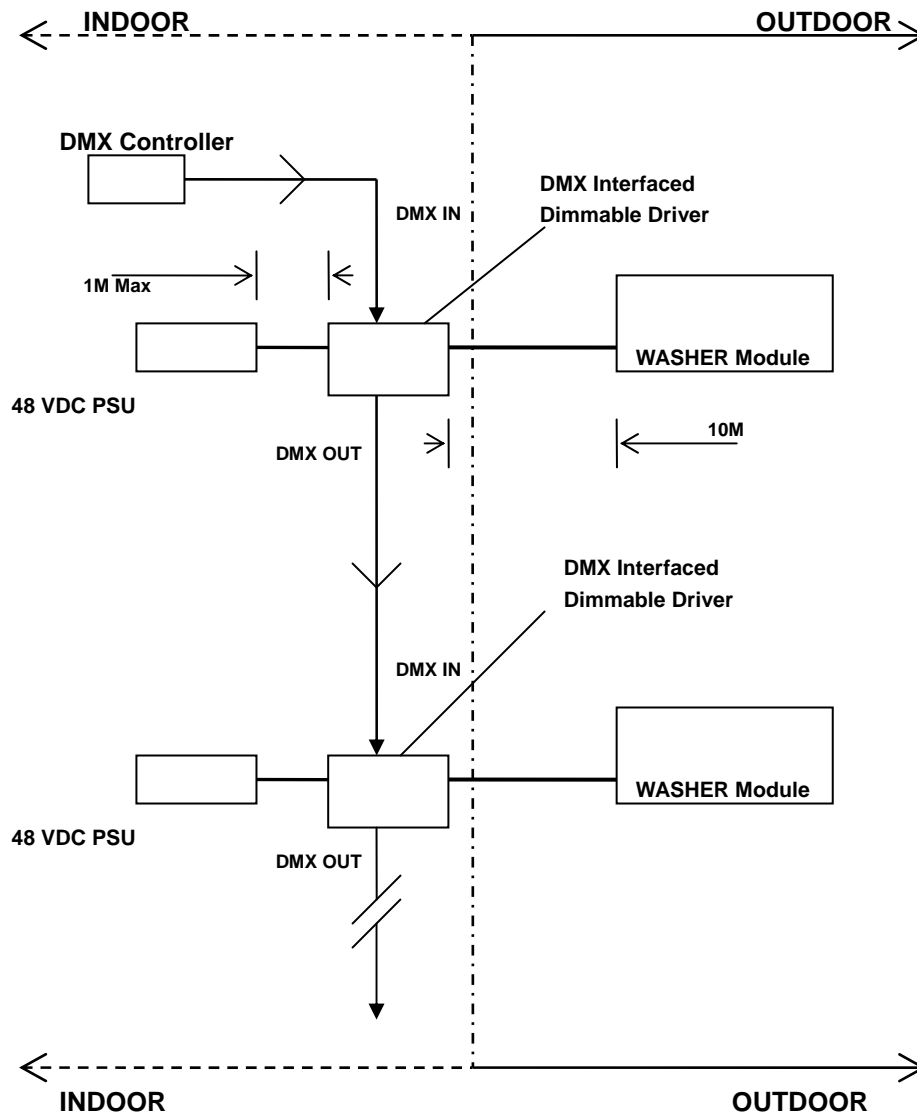 INDOOR
OUTDOOR
DMX Controller
DMX IN
DMX Interfaced
Dimmable Driver
1M Max
WASHER Module
48 VDC PSU
DMX OUT
10M
DMX Interfaced
Dimmable Driver
DMX IN
WASHER Module
48 VDC PSU
DMX OUT
INDOOR
OUTDOOR